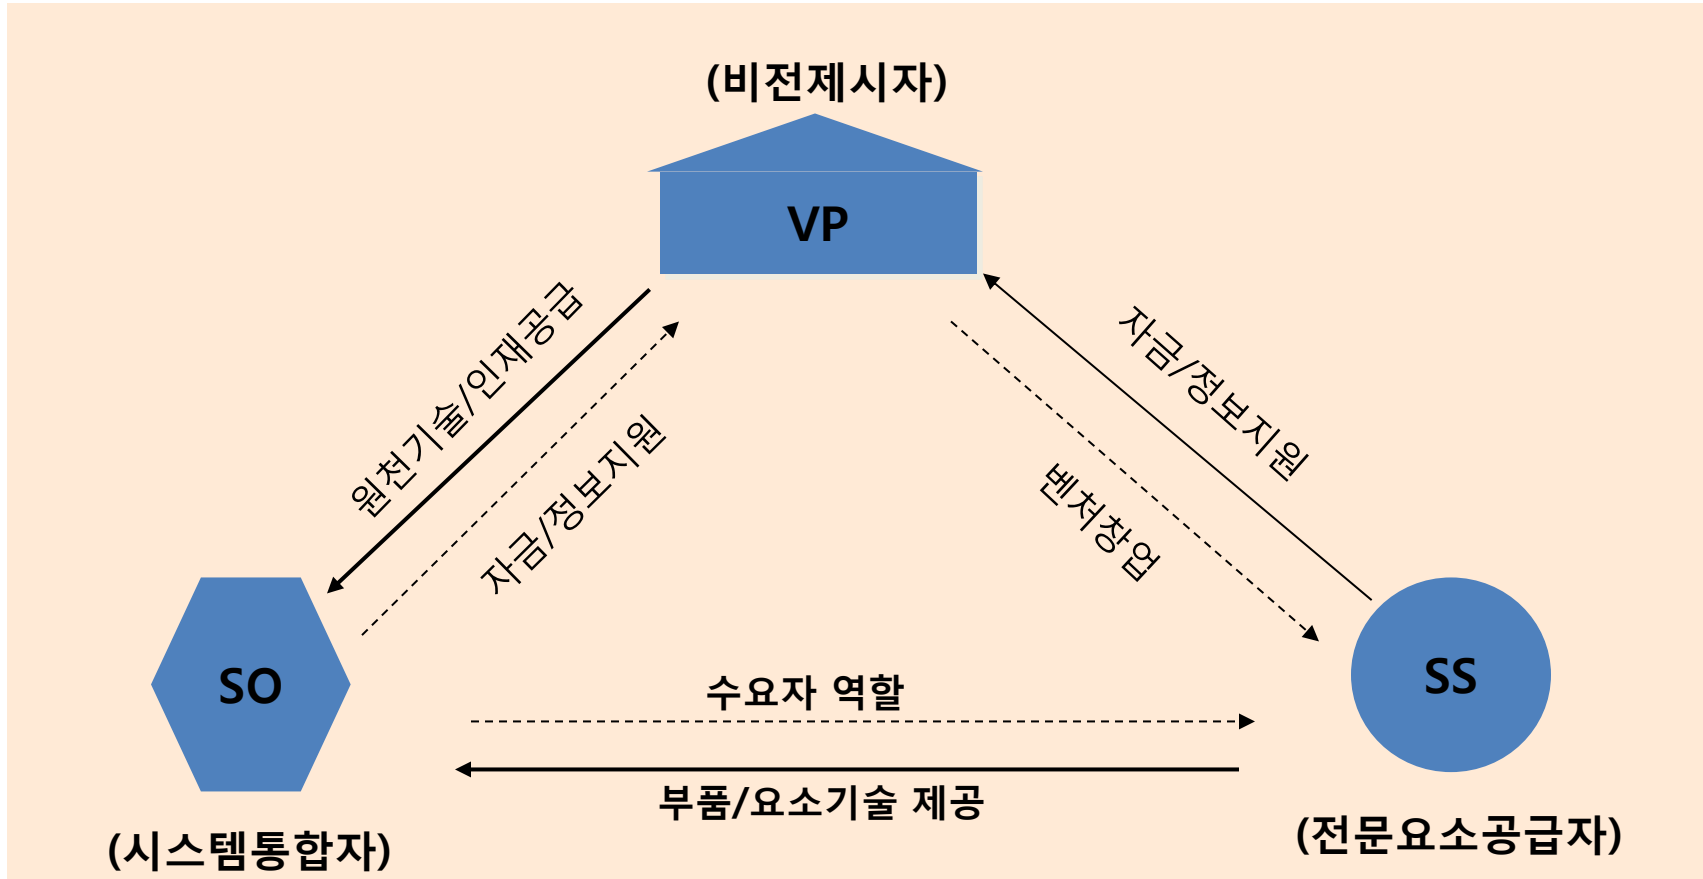 (비전제시자)
VP
원천기술/인재공급
자금/정보지원
자금/정보지원
벤처창업
SO
수요자 역할
SS
부품/요소기술 제공
(시스템통합자)
(전문요소공급자)